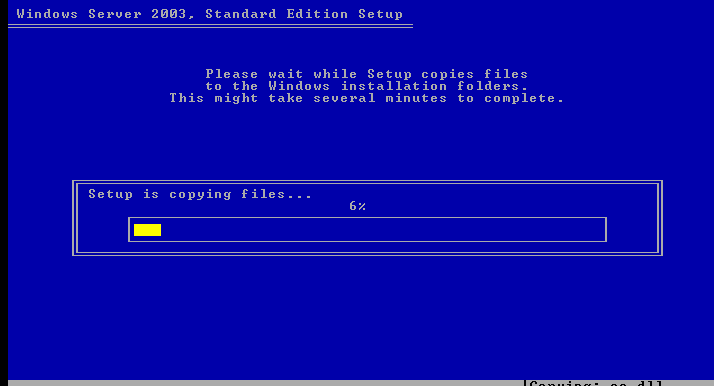 Windows Server 2003, Standard Edition Setup
Please wait while Setup copies files
to the Windows installation folders.
This might take several minutes to complete.
Setup is copying files...
6%
Copying: